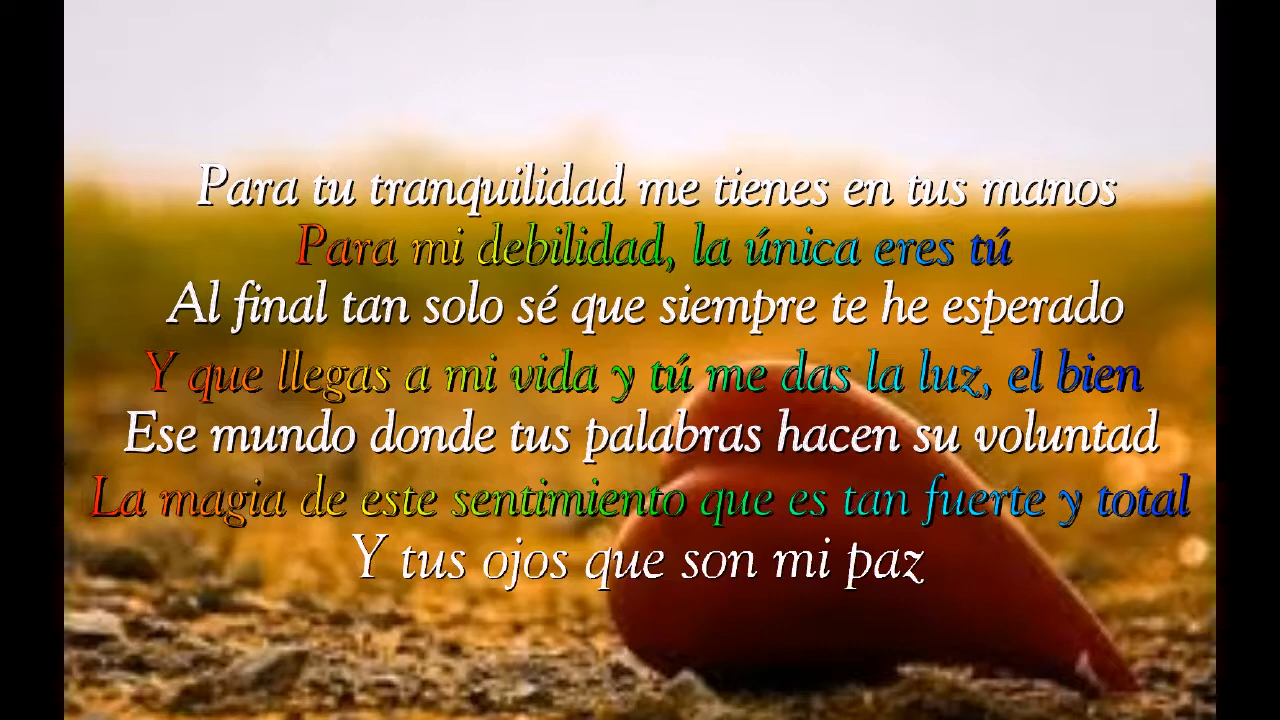 Para tu tranquilidad me tienes en tus manos
Para mi debilidad, la única eres tú
Al final tan solo sé que siempre te he esperado
Y que llegas a mi vida y tú me das la luz, el bien
Ese mundo donde tus palabras hacen su voluntad
La magia de este sentimiento que es tan fuerte y total
Y tus ojos que son mi paz